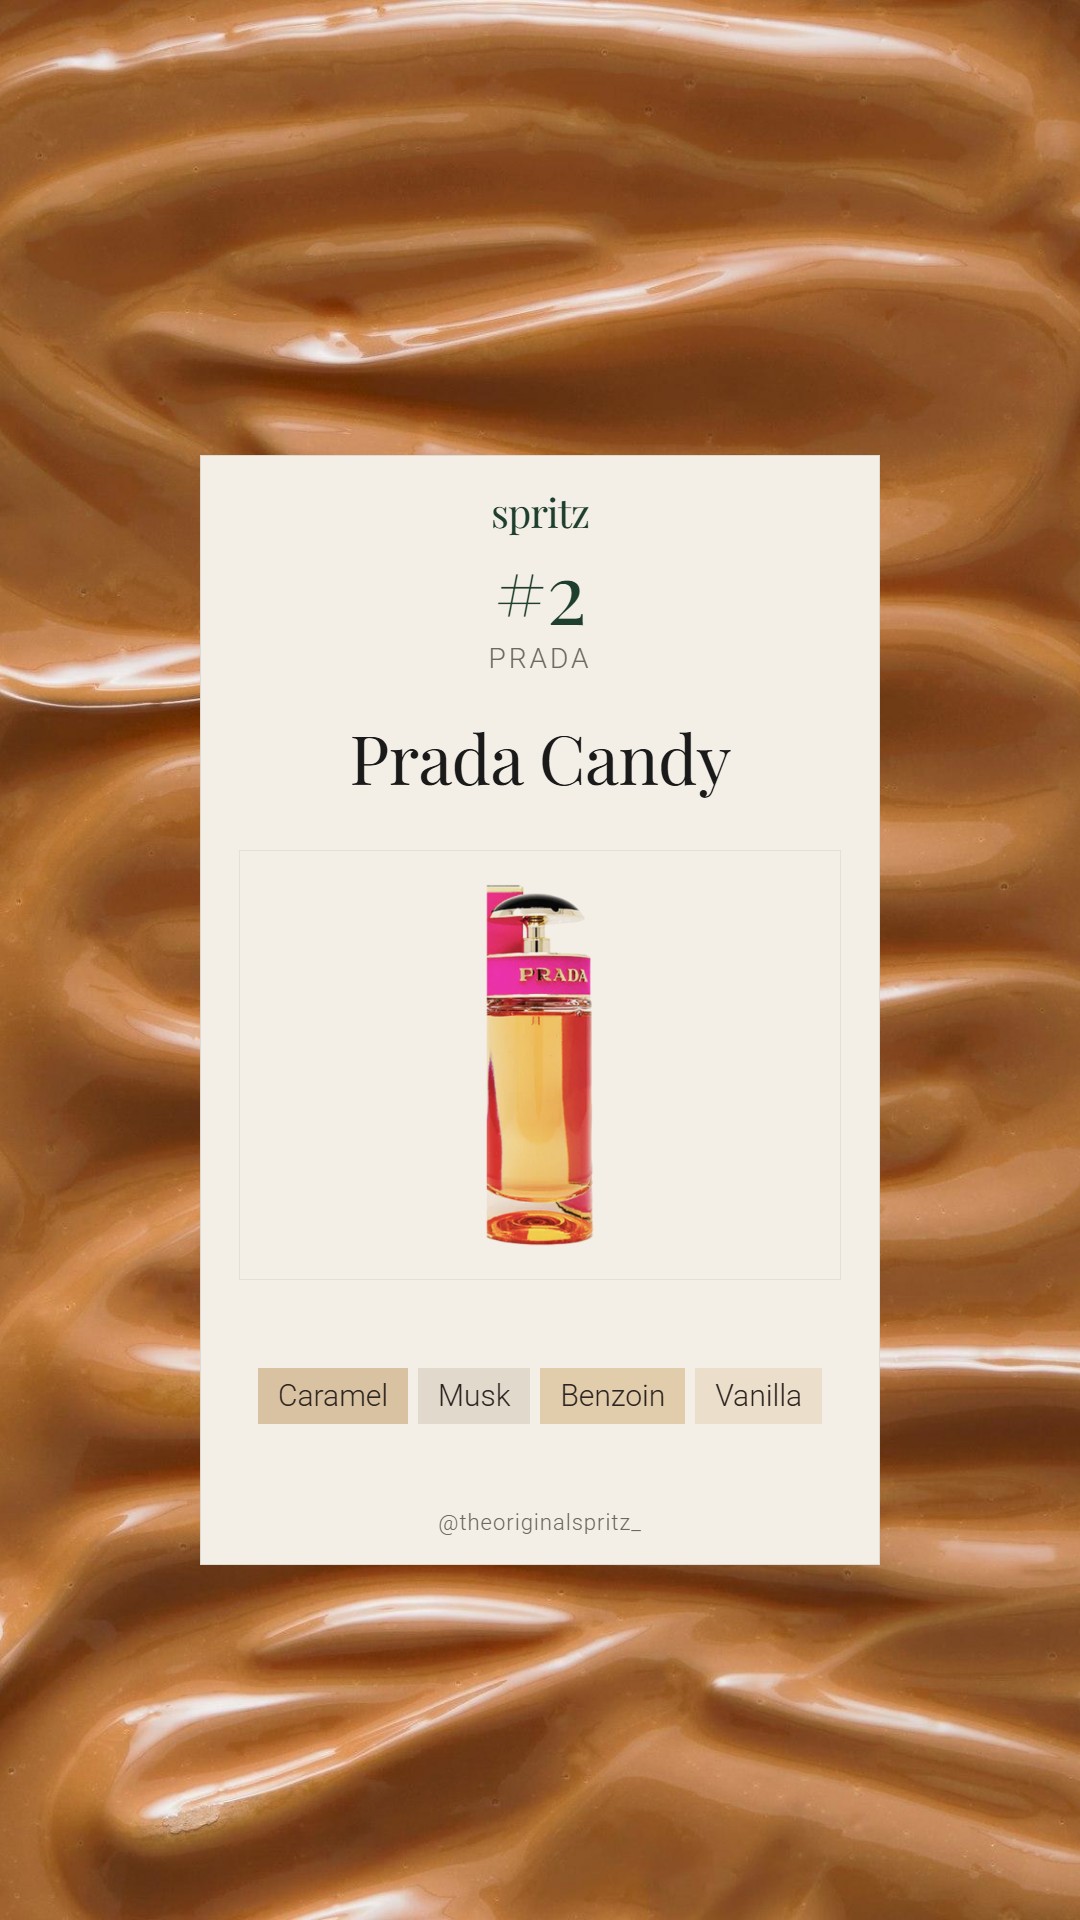 spritz
#2
PRADA
Prada Candy
PRADA
Caramel Musk Benzoin Vanilla
@theoriginalspritz_